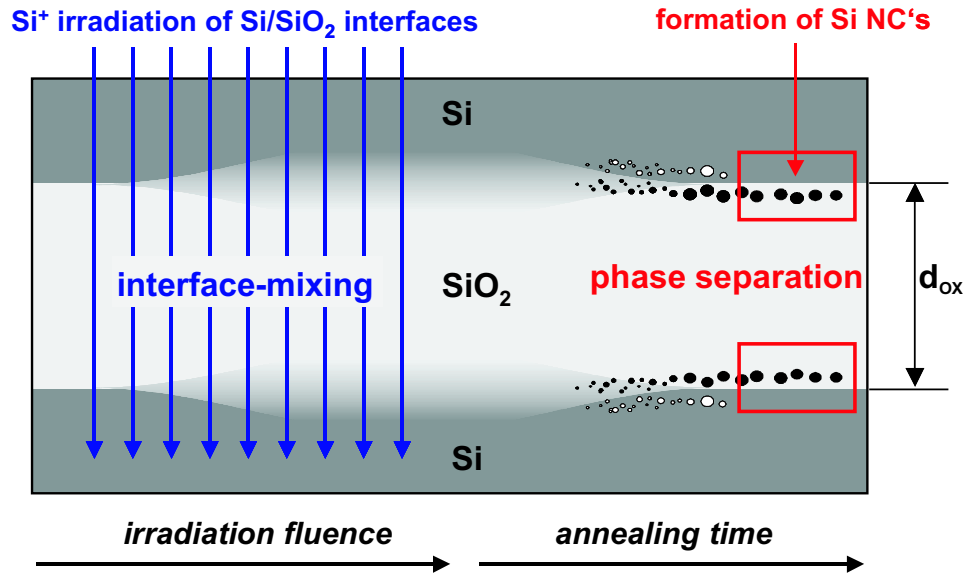 Si⁺ irradiation of Si/SiO₂ interfaces
formation of Si NC‘s
Si
interface-mixing
SiO₂
phase separation
dₒₓ
Si
irradiation fluence
annealing time